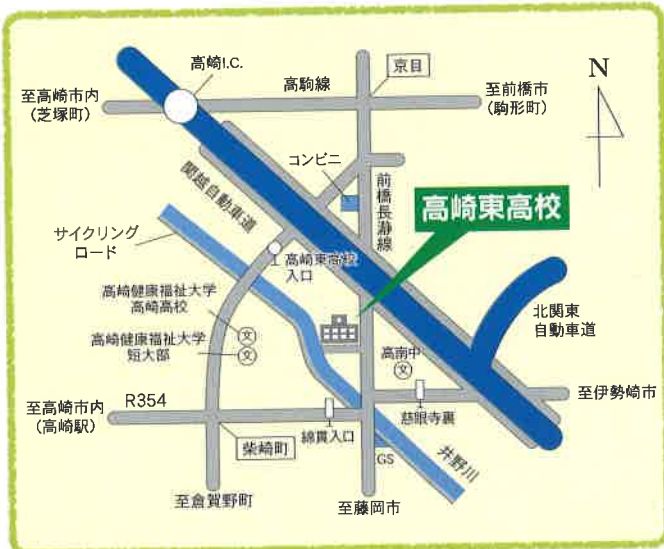 高崎I.C.
高駒線
京目
至高崎市内
(芝塚町)
至前橋市
(駒形町)
N
コンビニ
関越自動車道
前橋長瀞線
高崎東高校
サイクリング
ロード
高崎東高校
入口
高崎健康福祉大学
高崎高校
文
高崎健康福祉大学
短大部
文
北関東
自動車道
高南中
文
至高崎市内
(高崎駅)
R354
至伊勢崎市
慈眼寺裏
綿貫入口
柴崎町
GS
井野川
至倉賀野町
至藤岡市